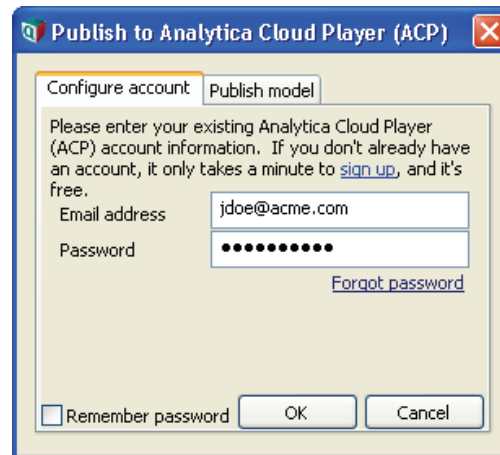 Publish to Analytica Cloud Player (ACP)
Configure account
Publish model
Please enter your existing Analytica Cloud Player
(ACP) account information. If you don't already have
an account, it only takes a minute to sign up, and it's
free.
Email address
jdoe@acme.com
Password
●●●●●●●●●●
Forgot password
Remember password
OK
Cancel